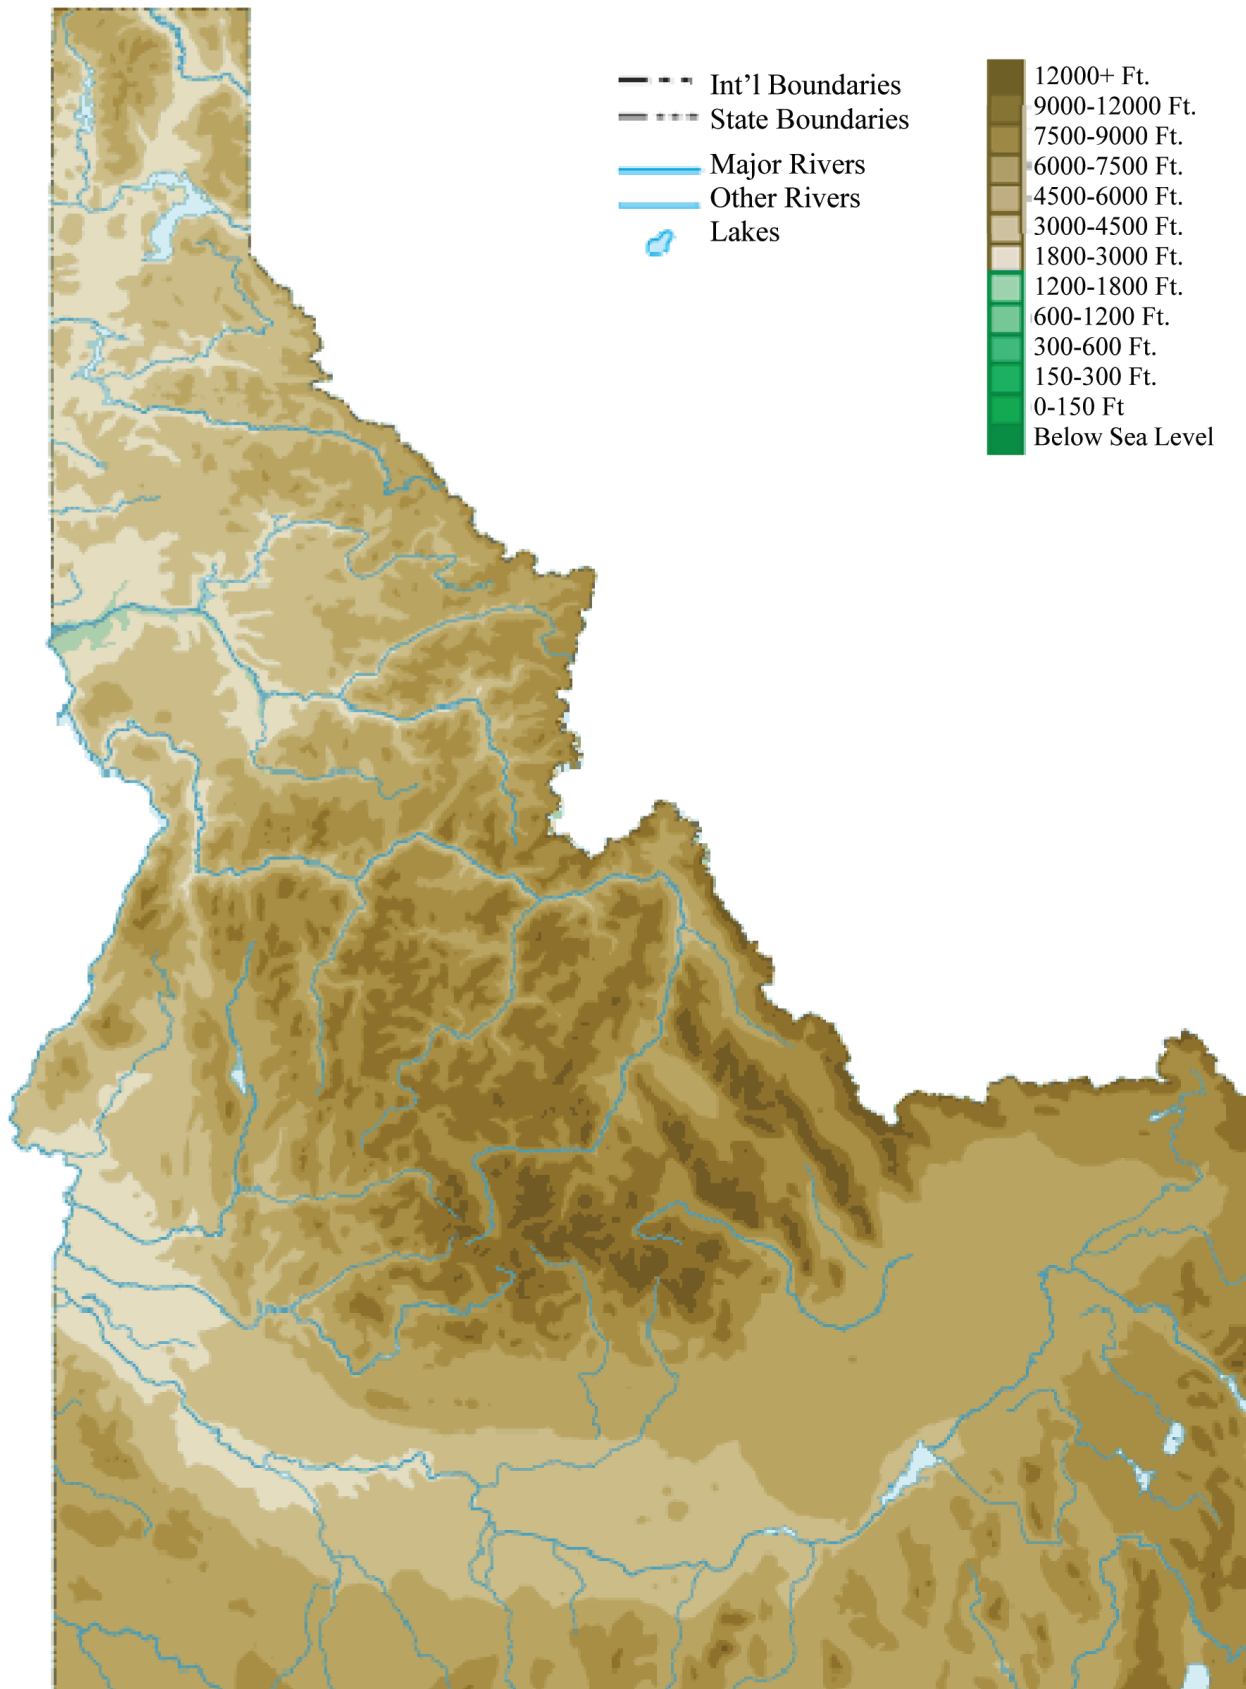 Int'l Boundaries
State Boundaries
Major Rivers
Other Rivers
Lakes
12000+ Ft.
9000-12000 Ft.
7500-9000 Ft.
6000-7500 Ft.
4500-6000 Ft.
3000-4500 Ft.
1800-3000 Ft.
1200-1800 Ft.
600-1200 Ft.
300-600 Ft.
150-300 Ft.
0-150 Ft
Below Sea Level